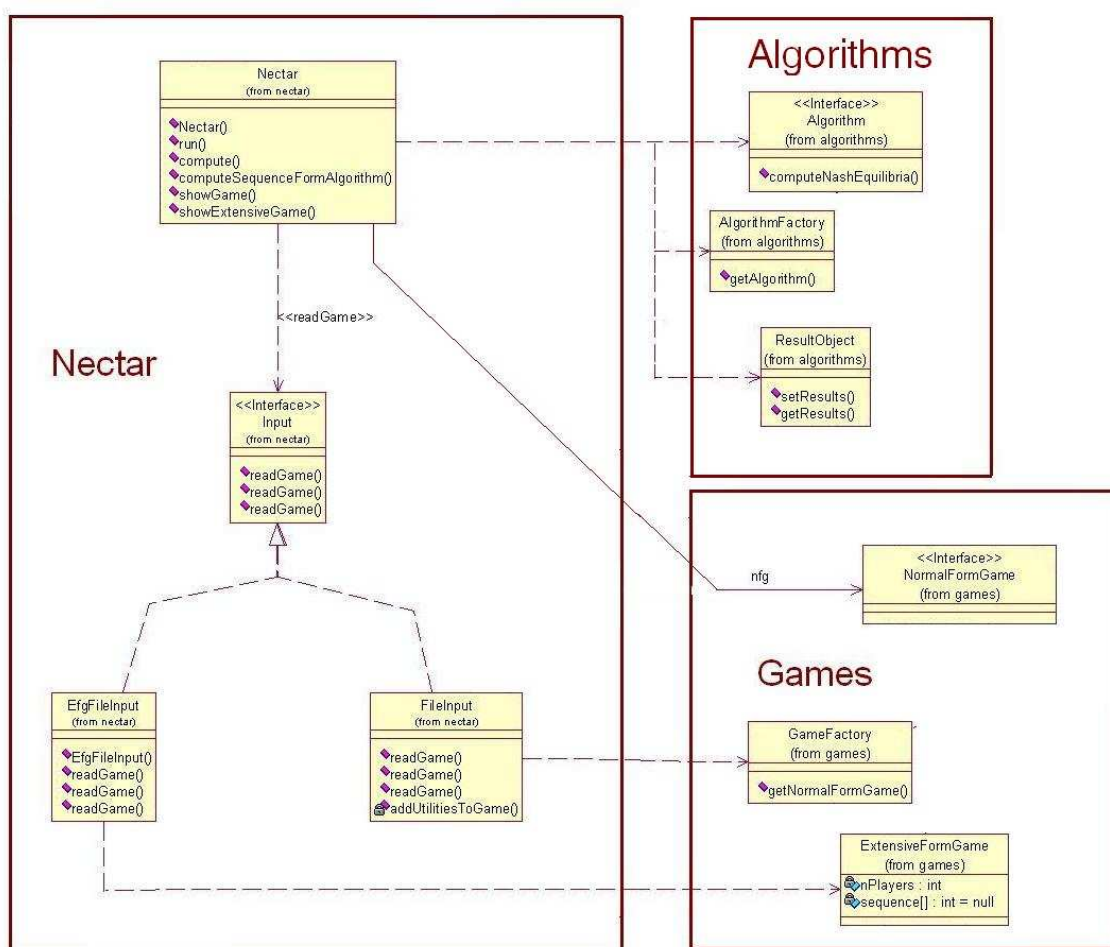 Nectar
(from nectar)
Nectar()
run()
compute()
computeSequenceFormAlgorithm()
showGame()
showExtensiveGame()
<<readGame>>
Nectar
<<Interface>>
Input
(from nectar)
readGame()
readGame()
readGame()
EfgFileInput
(from nectar)
EfgFileInput()
readGame()
readGame()
readGame()
FileInput
(from nectar)
readGame()
readGame()
readGame()
addUtilitiesToGame()
Algorithms
<<Interface>>
Algorithm
(from algorithms)
computeNashEquilibria()
AlgorithmFactory
(from algorithms)
getAlgorithm()
ResultObject
(from algorithms)
setResults()
getResults()
nfg
<<Interface>>
NormalFormGame
(from games)
Games
GameFactory
(from games)
getNormalFormGame()
ExtensiveFormGame
(from games)
nPlayers : int
sequence[] : int = null